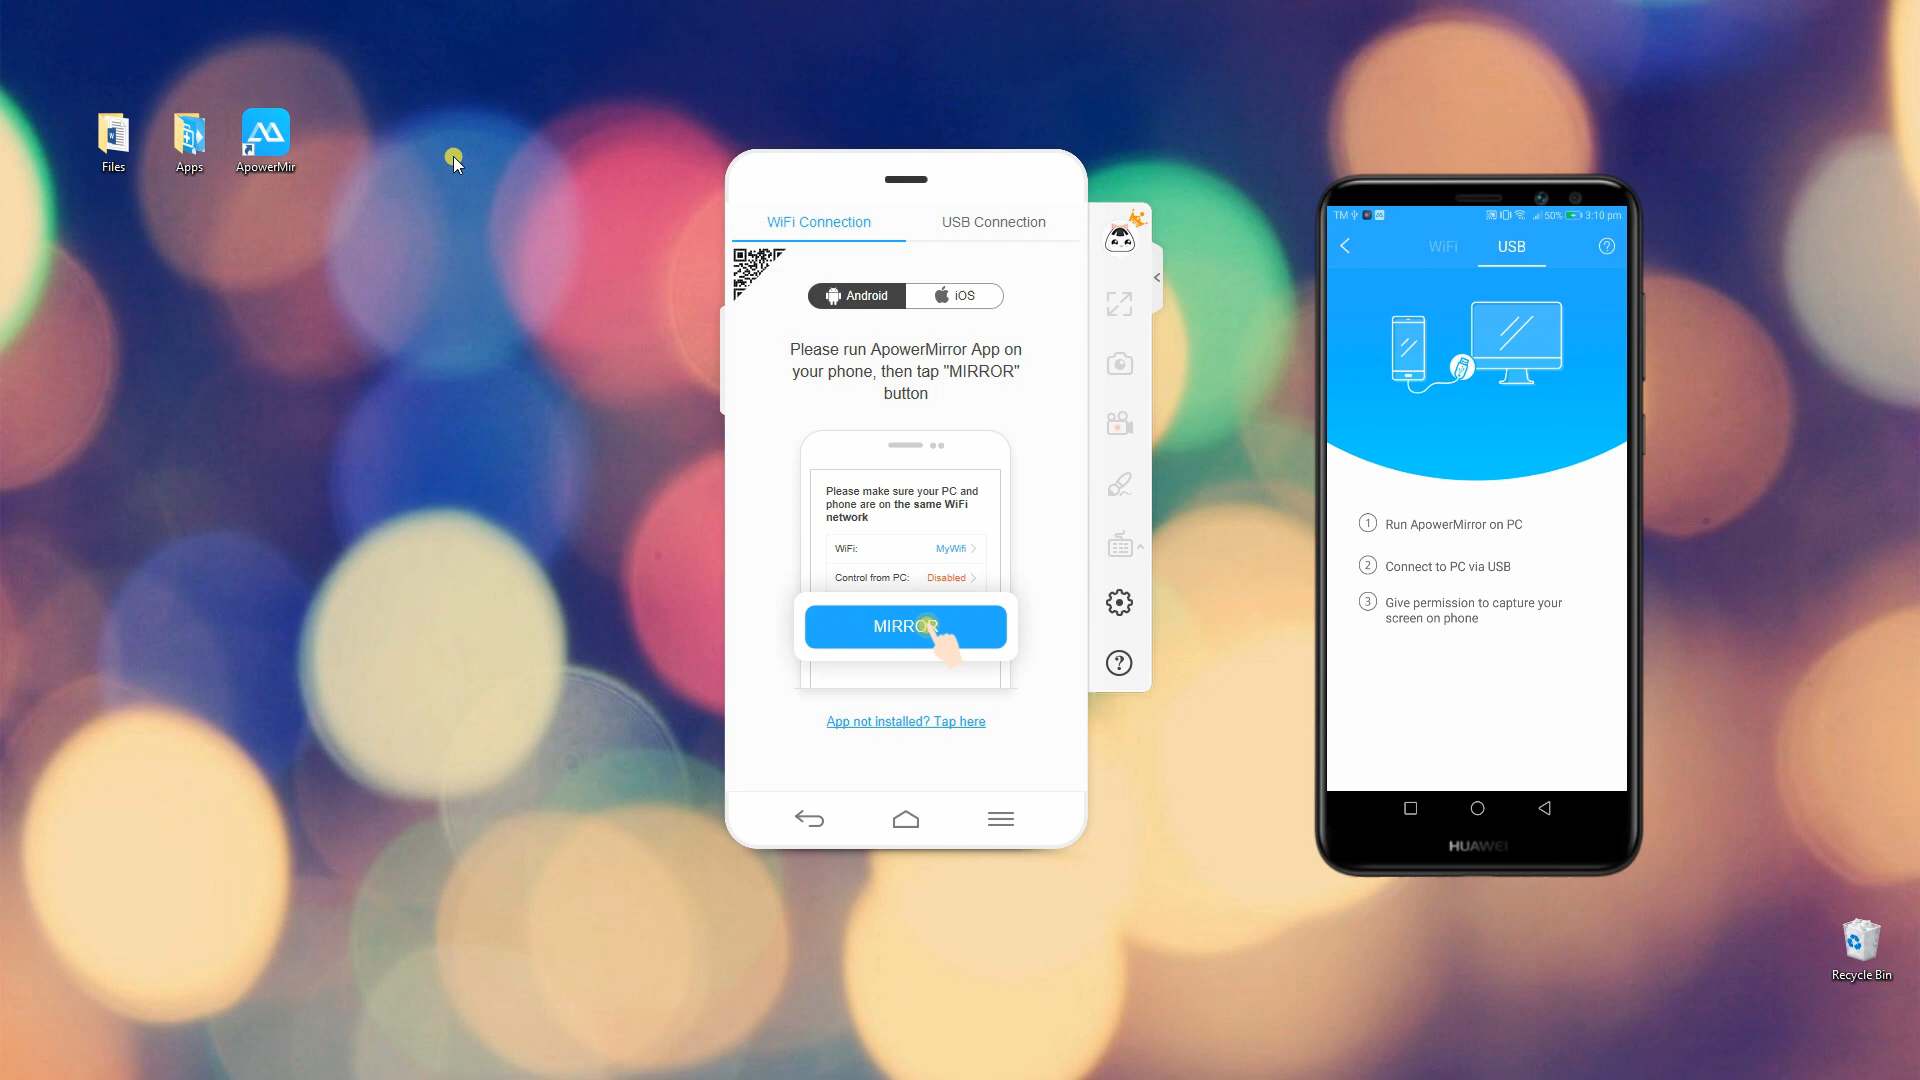 Files
Apps
ApowerMir
WiFi Connection
USB Connection
Android
iOS
Please run ApowerMirror App on
your phone, then tap "MIRROR"
button
Please make sure your PC and
phone are on the same WiFi
network
WiFi:
MyWifi
Control from PC:
Disabled
MIRROR
App not installed? Tap here
?
TM
50%
3:10 pm
WiFi
USB
?
1 Run ApowerMirror on PC
2 Connect to PC via USB
3 Give permission to capture your
screen on phone
HUAWEI
Recycle Bin